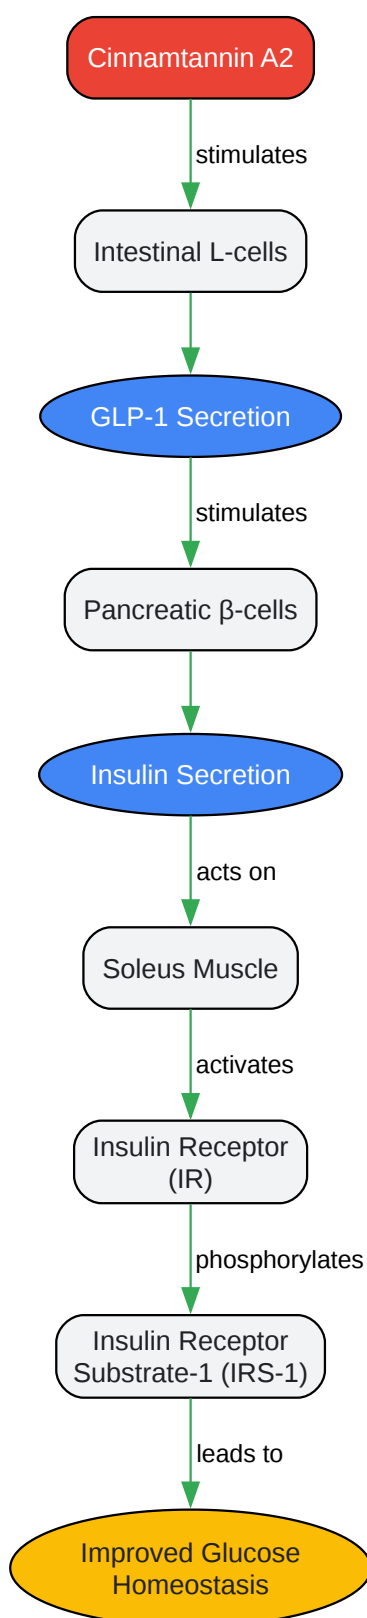 Cinnamtannin A2
stimulates
Intestinal L-cells
GLP-1 Secretion
stimulates
Pancreatic β-cells
Insulin Secretion
acts on
Soleus Muscle
activates
Insulin Receptor
(IR)
phosphorylates
Insulin Receptor
Substrate-1 (IRS-1)
leads to
Improved Glucose
Homeostasis